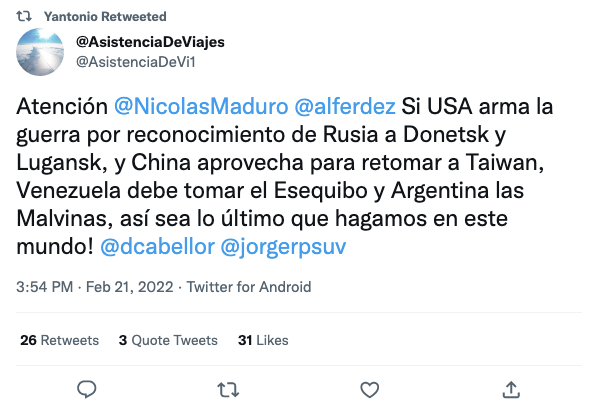 Yantonio Retweeted
@AsistenciaDeViajes
@AsistenciaDeVi1
Atención @NicolasMaduro @alferdez Si USA arma la
guerra por reconocimiento de Rusia a Donetsk y
Lugansk, y China aprovecha para retomar a Taiwan,
Venezuela debe tomar el Esequibo y Argentina las
Malvinas, así sea lo último que hagamos en este
mundo! @dcabellor @jorgerpsuv
3:54 PM · Feb 21, 2022 · Twitter for Android
26 Retweets 3 Quote Tweets 31 Likes